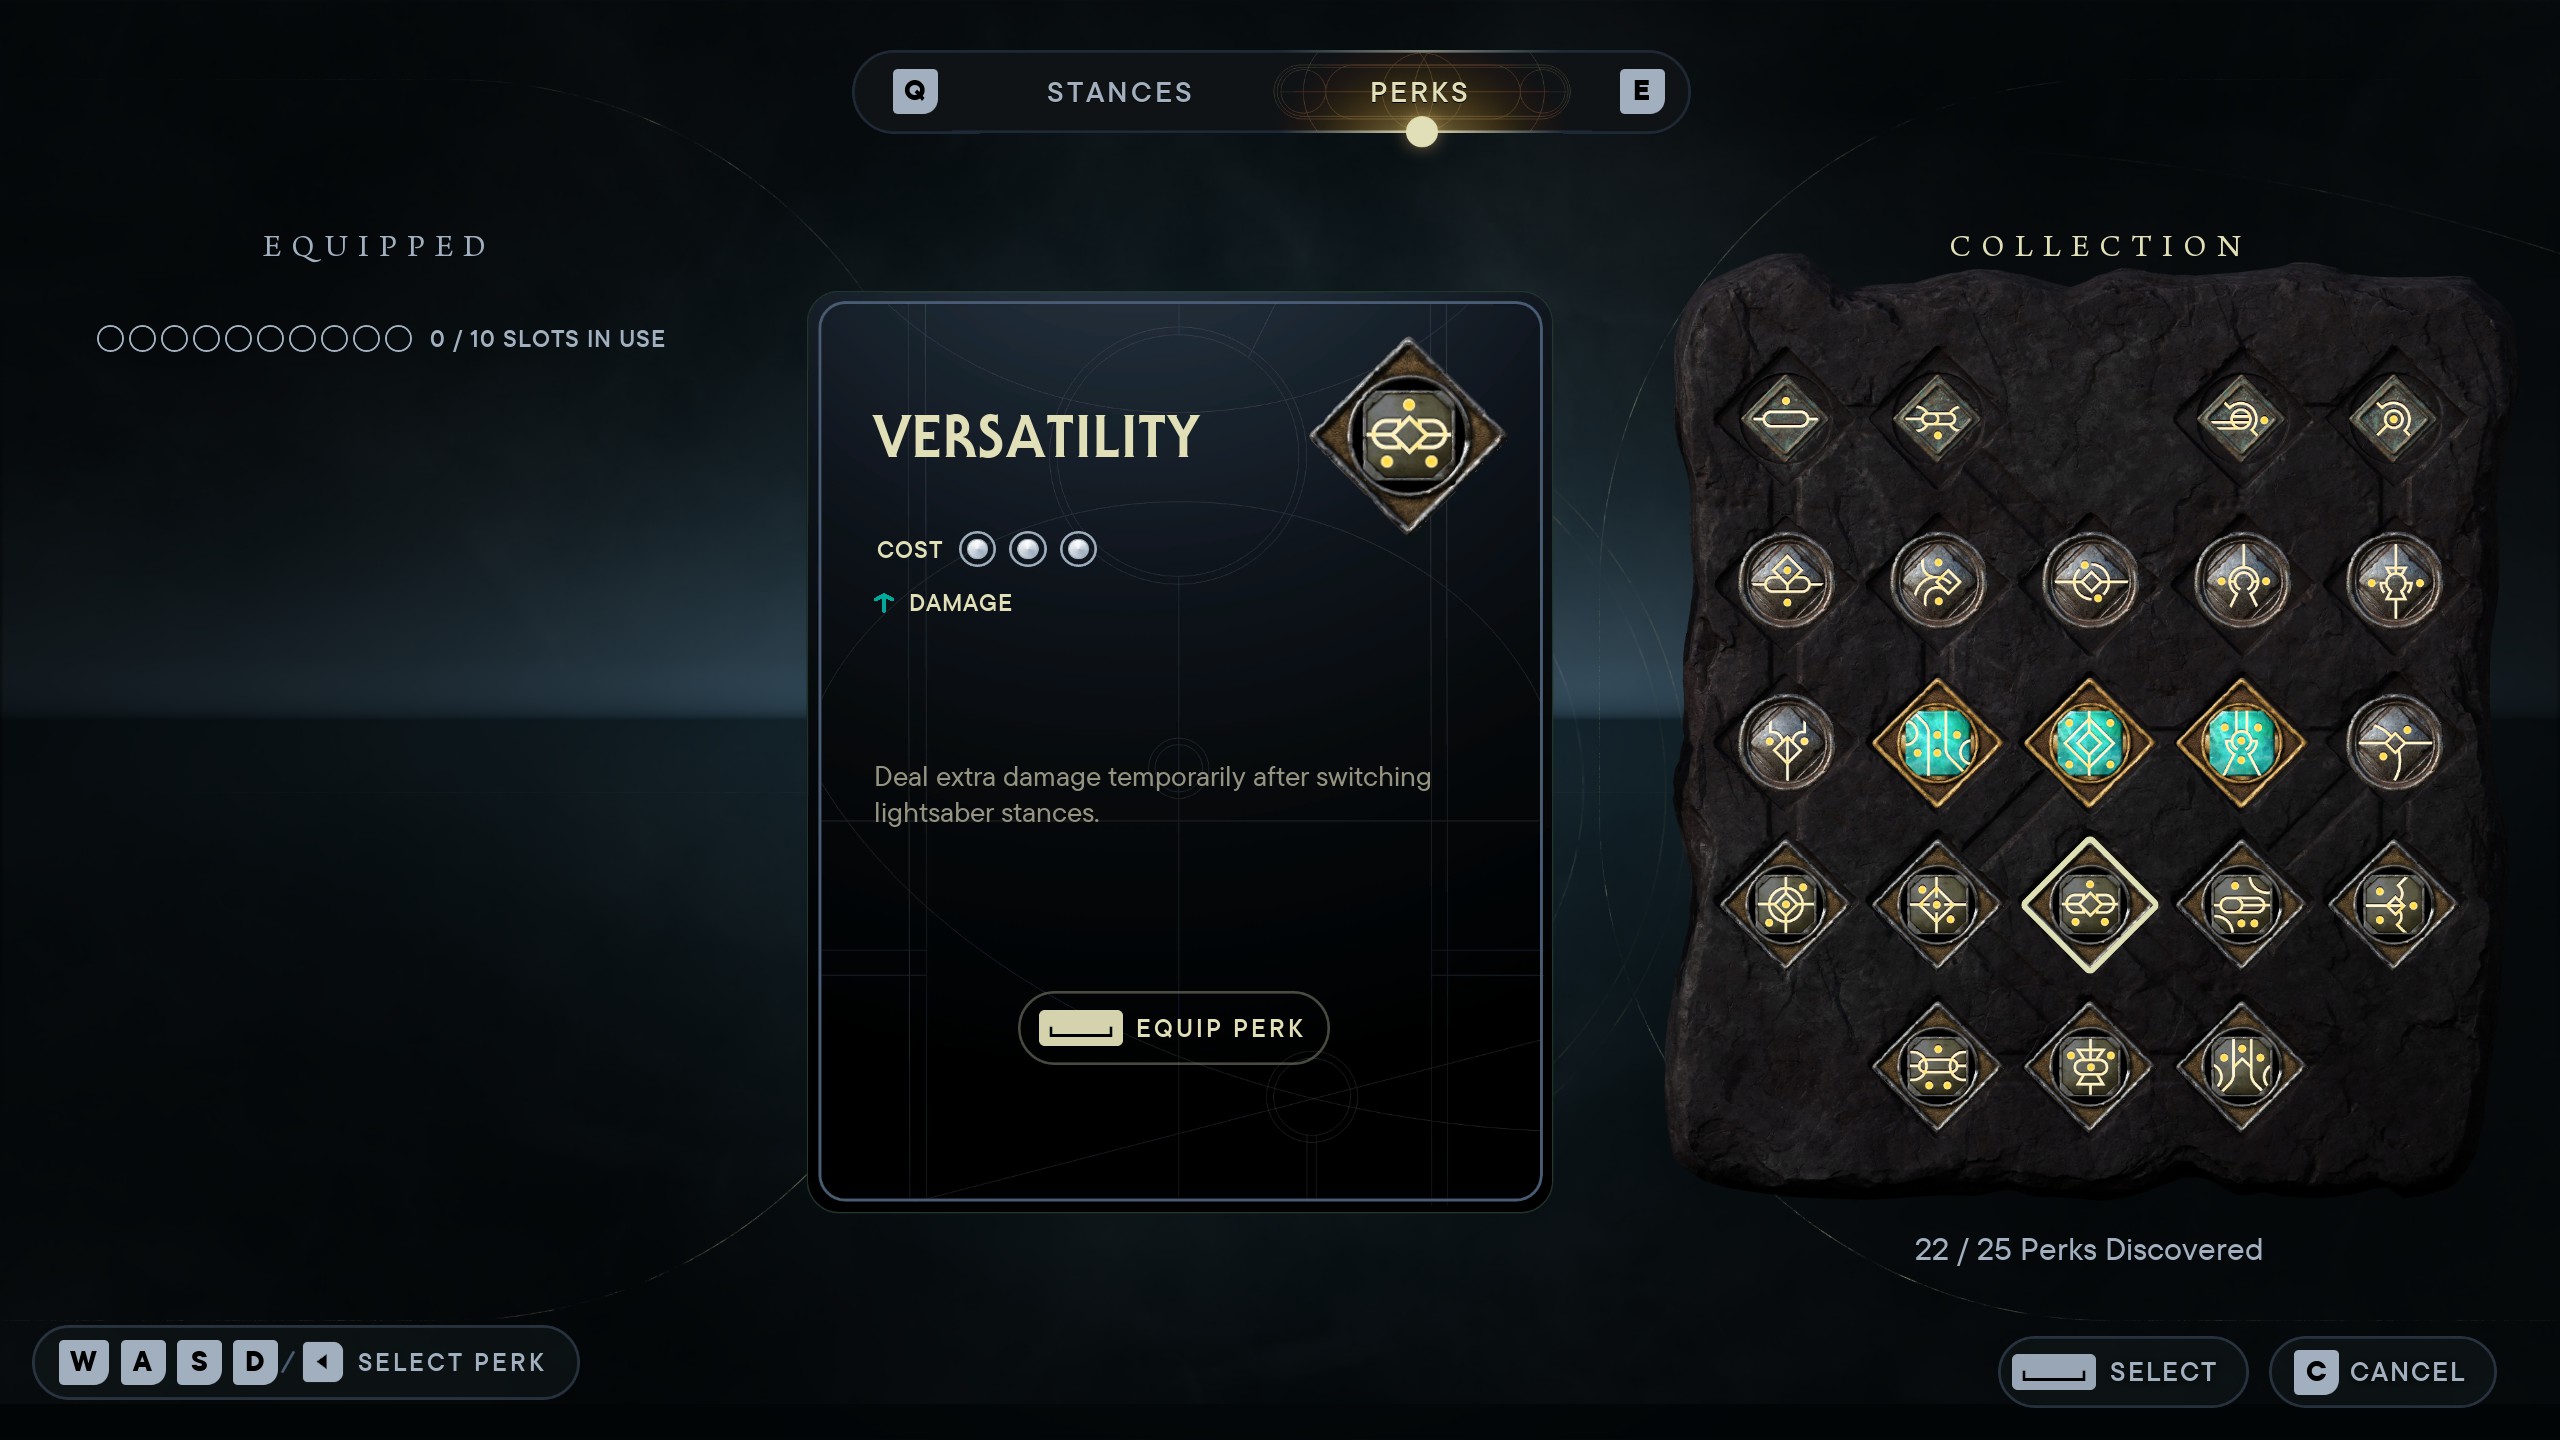 Q STANCES PERKS E
EQUIPPED
0 / 10 SLOTS IN USE
VERSATILITY
COST
DAMAGE
Deal extra damage temporarily after switching
lightsaber stances.
EQUIP PERK
COLLECTION
22 / 25 Perks Discovered
W A S D / SELECT PERK
SELECT
C CANCEL